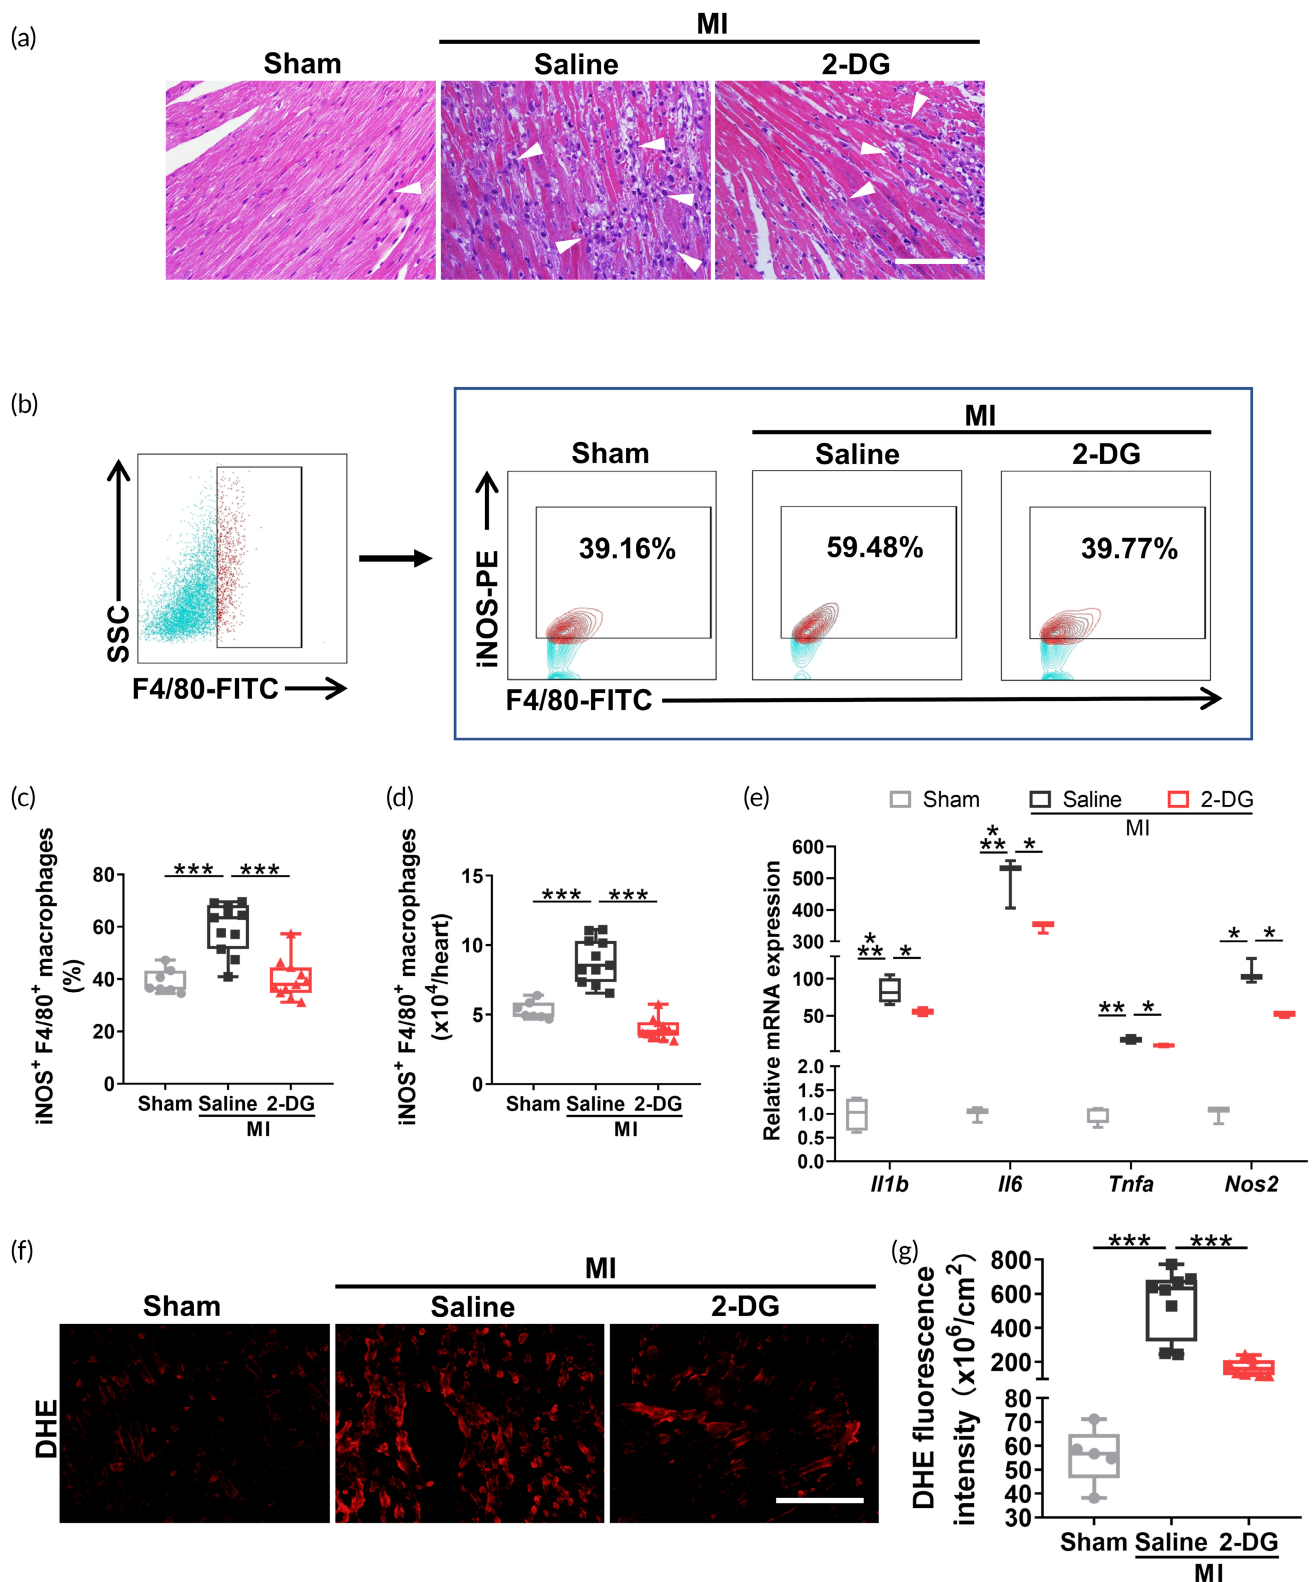 (a)
MI
Sham Saline 2-DG
(b)
SSC
F4/80-FITC
MI
Sham Saline 2-DG
iNOS-PE
39.16% 59.48% 39.77%
F4/80-FITC
(c)
iNOS+ F4/80+ macrophages
(%)
80
60
40
20
0
*** ***
Sham Saline 2-DG
MI
(d)
iNOS+ F4/80+ macrophages
(x10^4/heart)
15
10
5
0
*** ***
Sham Saline 2-DG
MI
(e)
Sham Saline 2-DG
MI
Relative mRNA expression
600
500
400
300
100
50
2.0
1.5
1.0
0.5
0.0
*
** *
*
** *
** *
* *
Il1b Il6 Tnfa Nos2
(f)
MI
Sham Saline 2-DG
DHE
(g)
DHE fluorescence
intensity (x10^6/cm^2)
800
600
400
200
80
70
60
50
40
30
*** ***
Sham Saline 2-DG
MI